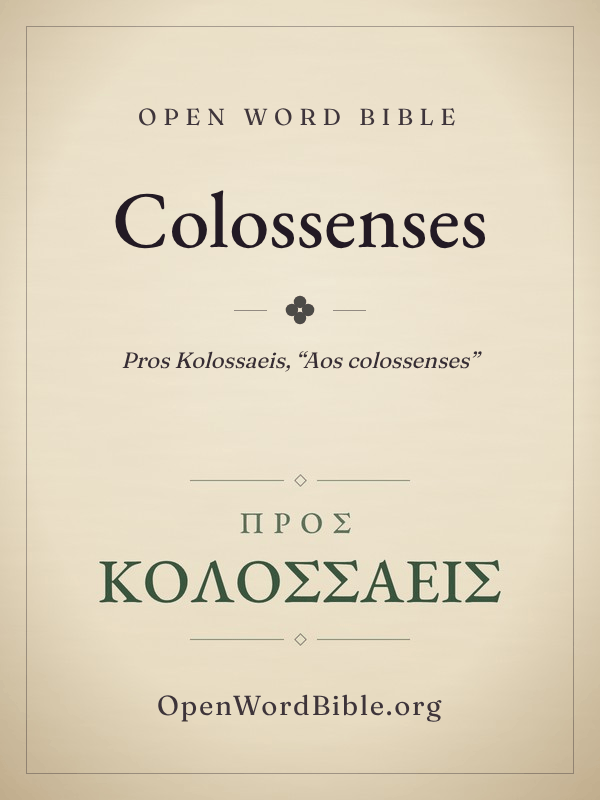 OPEN WORD BIBLE
Colossenses
Pros Kolossaeis, “Aos colossenses”
ΠΡΟΣ
ΚΟΛΟΣΣΑΕΙΣ
OpenWordBible.org